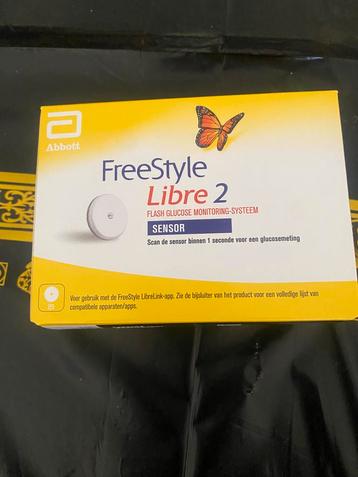 Abbott
FreeStyle
Libre 2
FLASH GLUCOSE MONITORING-SYSTEEM
SENSOR
Scan de sensor binnen 1 seconde voor een glucosemeting
Voor gebruik met de FreeStyle LibreLink-app. Zie de bijsluiter van het product voor een volledige lijst van
compatibele apparaten/apps.